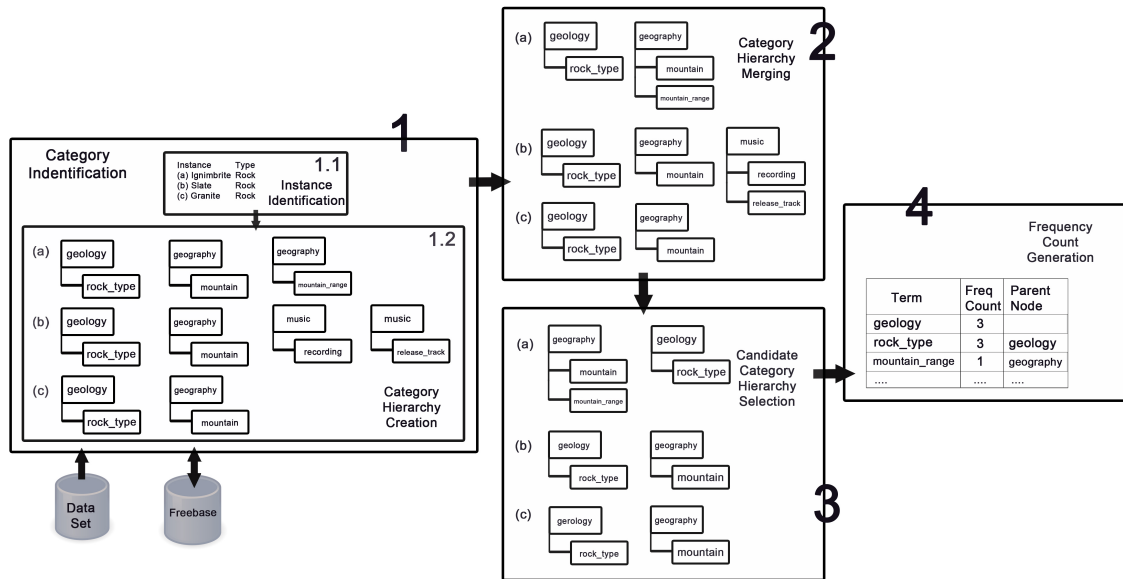 1
Category
Indentification
1.1
Instance Type
(a) Ignimbrite Rock
(b) Slate Rock
(c) Granite Rock
Instance
Identification
1.2
(a)
geology
rock_type
geography
mountain
geography
mountain_range
(b)
geology
rock_type
geography
mountain
music
recording
music
release_track
(c)
geology
rock_type
geography
mountain
Category
Hierarchy
Creation
Data
Set
Freebase
2
Category
Hierarchy
Merging
(a)
geology
rock_type
geography
mountain
mountain_range
(b)
geology
rock_type
geography
mountain
music
recording
release_track
(c)
geology
rock_type
geography
mountain
3
Candidate
Category
Hierarchy
Selection
(a)
geography
mountain
mountain_range
geology
rock_type
(b)
geology
rock_type
geography
mountain
(c)
gerology
rock_type
geography
mountain
4
Frequency
Count
Generation
Term Freq Count Parent Node
geology 3
rock_type 3 geology
mountain_range 1 geography
.... .... ....